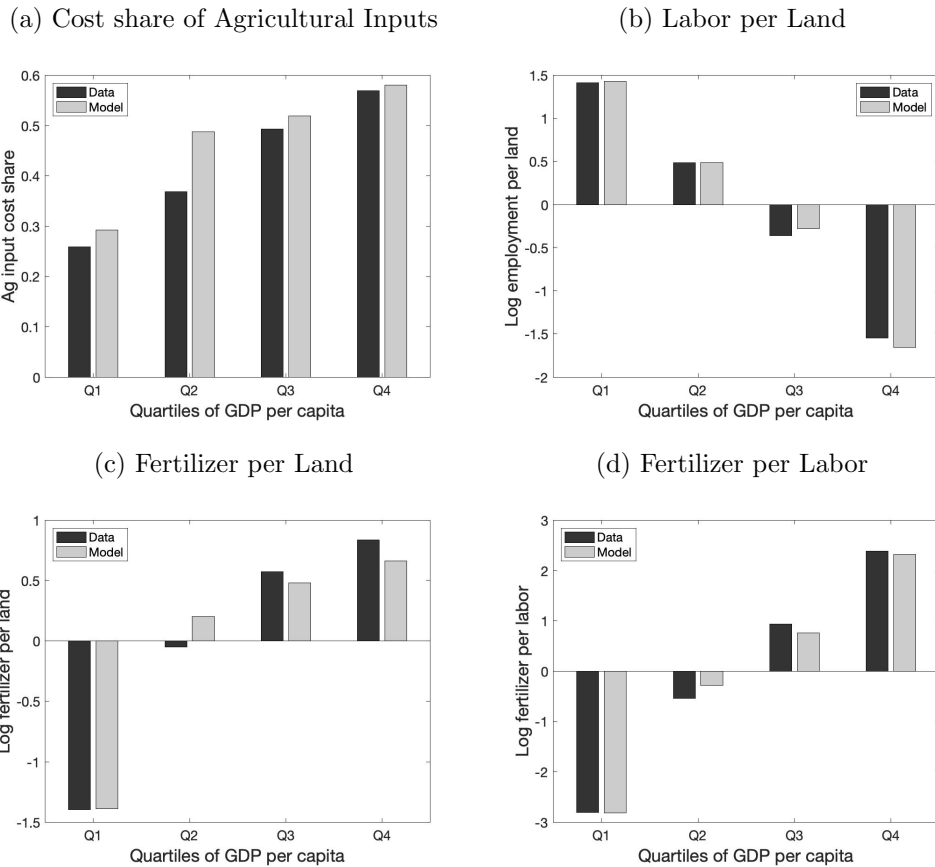 (a) Cost share of Agricultural Inputs
0.6
0.5
0.4
0.3
0.2
0.1
0
Ag input cost share
Data
Model
Q1 Q2 Q3 Q4
Quartiles of GDP per capita
(b) Labor per Land
1.5
1
0.5
0
-0.5
-1
-1.5
-2
Log employment per land
Data
Model
Q1 Q2 Q3 Q4
Quartiles of GDP per capita
(c) Fertilizer per Land
1
0.5
0
-0.5
-1
-1.5
Log fertilizer per land
Data
Model
Q1 Q2 Q3 Q4
Quartiles of GDP per capita
(d) Fertilizer per Labor
3
2
1
0
-1
-2
-3
Log fertilizer per labor
Data
Model
Q1 Q2 Q3 Q4
Quartiles of GDP per capita